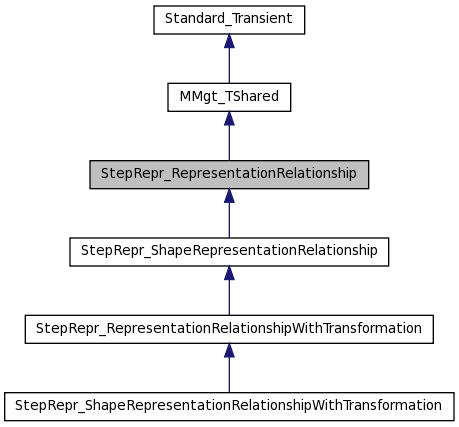 Standard_Transient
MMgt_TShared
StepRepr_RepresentationRelationship
StepRepr_ShapeRepresentationRelationship
StepRepr_RepresentationRelationshipWithTransformation
StepRepr_ShapeRepresentationRelationshipWithTransformation